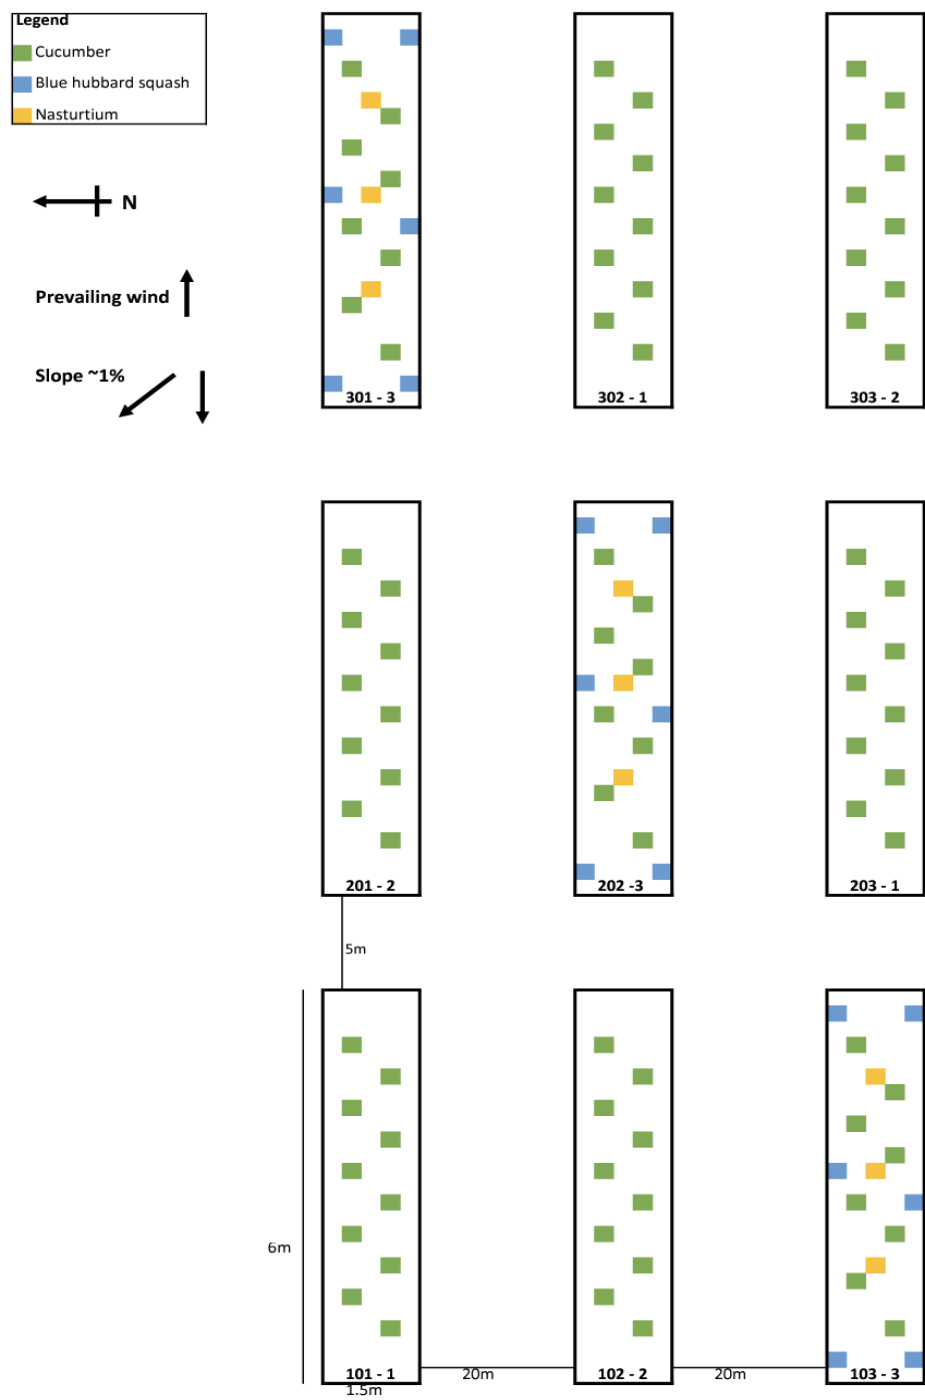 Legend
Cucumber
Blue hubbard squash
Nasturtium
N
Prevailing wind
Slope ~1%
301 - 3
302 - 1
303 - 2
201 - 2
202 -3
203 - 1
5m
6m
101 - 1
20m
102 - 2
20m
103 - 3
1.5m